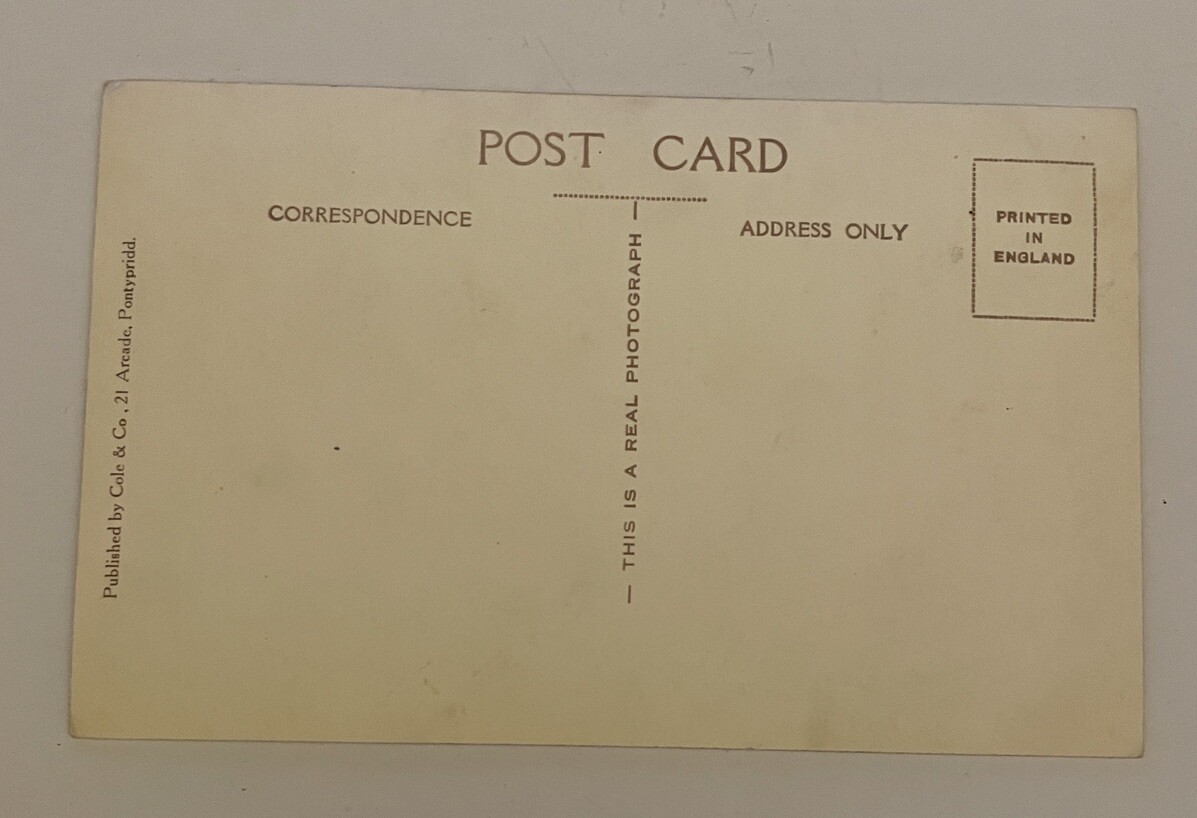 POST CARD
CORRESPONDENCE
ADDRESS ONLY
PRINTED
IN
ENGLAND
— THIS IS A REAL PHOTOGRAPH —
Published by Cole & Co., 21 Arcade, Pontypridd.